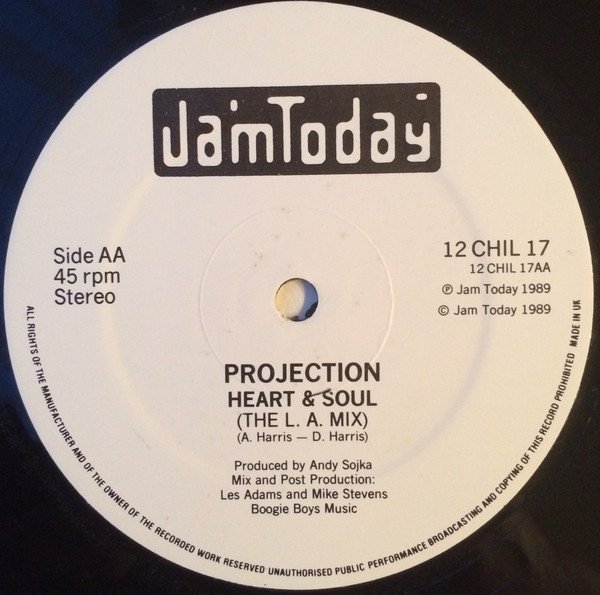 JamToday
Side AA
45 rpm
Stereo
12 CHIL 17
12 CHIL 17AA
℗ Jam Today 1989
© Jam Today 1989
PROJECTION
HEART & SOUL
(THE L. A. MIX)
(A. Harris — D. Harris)
Produced by Andy Sojka
Mix and Post Production:
Les Adams and Mike Stevens
Boogie Boys Music
ALL RIGHTS OF THE MANUFACTURER AND OF THE OWNER OF THE RECORDED WORK RESERVED UNAUTHORISED PUBLIC PERFORMANCE BROADCASTING AND COPYING OF THIS RECORD PROHIBITED MADE IN UK